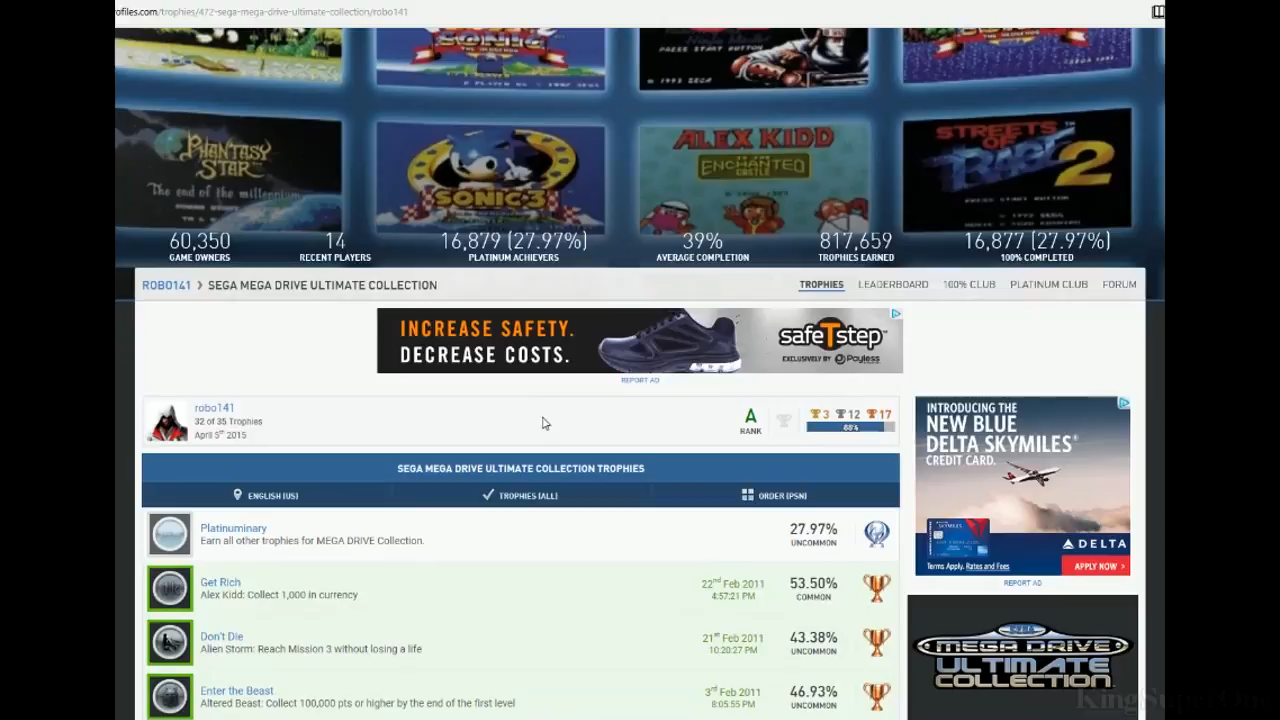 ofiles.com/trophies/472-sega-mega-drive-ultimate-collection/robo141
SONIC
THE HEDGEHOG
PRESS START BUTTON
© 1993 SEGA
PHANTASY
STAR
The end of the millennium
SONIC 3
ALEX KIDD
ENCHANTED
CASTLE
STREETS
OF
RAGE 2
60,350
GAME OWNERS
14
RECENT PLAYERS
16,879 (27.97%)
PLATINUM ACHIEVERS
39%
AVERAGE COMPLETION
817,659
TROPHIES EARNED
16,877 (27.97%)
100% COMPLETED
ROBO141 > SEGA MEGA DRIVE ULTIMATE COLLECTION
TROPHIES LEADERBOARD 100% CLUB PLATINUM CLUB FORUM
INCREASE SAFETY.
DECREASE COSTS.
safeTstep™
EXCLUSIVELY BY Payless
REPORT AD
robo141
32 of 35 Trophies
April 5th 2015
A
RANK
3 12 17
88%
SEGA MEGA DRIVE ULTIMATE COLLECTION TROPHIES
ENGLISH (US) TROPHIES (ALL) ORDER (PSN)
Platinuminary
Earn all other trophies for MEGA DRIVE Collection.
27.97%
UNCOMMON
Get Rich
Alex Kidd: Collect 1,000 in currency
22nd Feb 2011
4:57:21 PM
53.50%
COMMON
Don't Die
Alien Storm: Reach Mission 3 without losing a life
21st Feb 2011
10:20:27 PM
43.38%
UNCOMMON
Enter the Beast
Altered Beast: Collect 100,000 pts or higher by the end of the first level
3rd Feb 2011
8:05:55 PM
46.93%
UNCOMMON
INTRODUCING THE
NEW BLUE
DELTA SKYMILES®
CREDIT CARD.
DELTA
Terms Apply. Rates and Fees
APPLY NOW >
REPORT AD
SEGA
MEGA DRIVE
ULTIMATE
COLLECTION